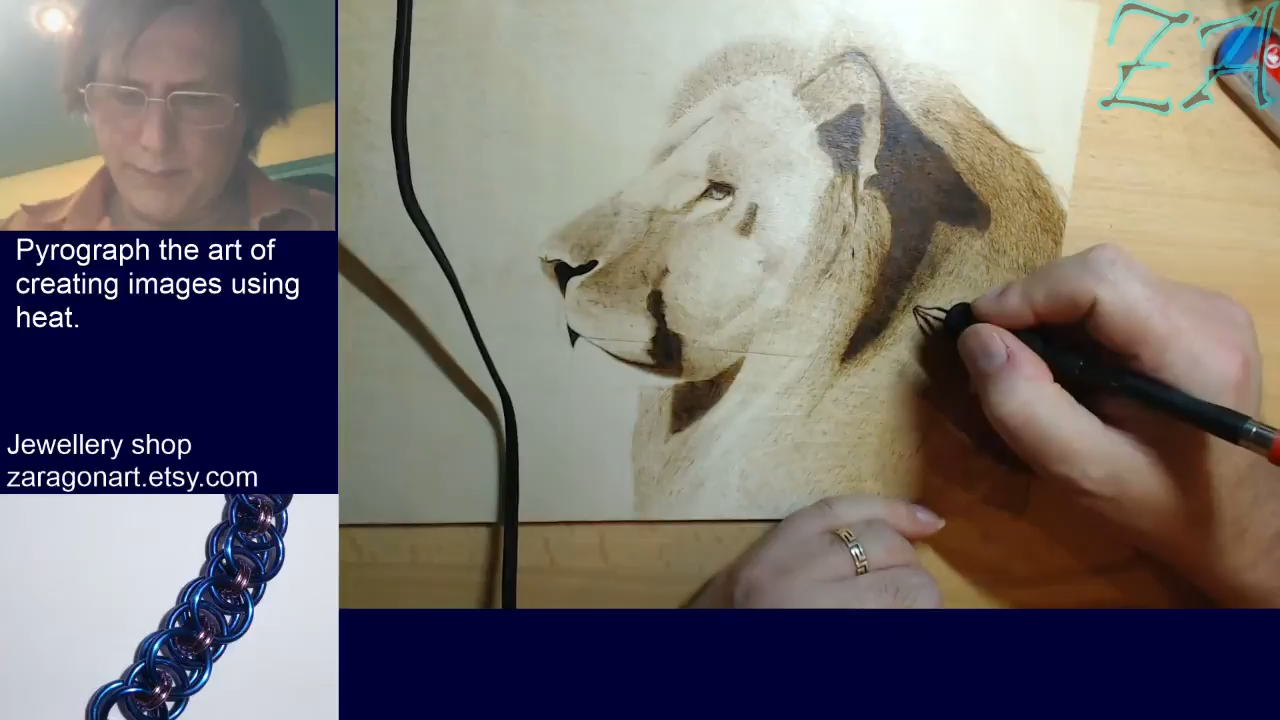 ZA
Pyrograph the art of
creating images using
heat.
Jewellery shop
zaragonart.etsy.com